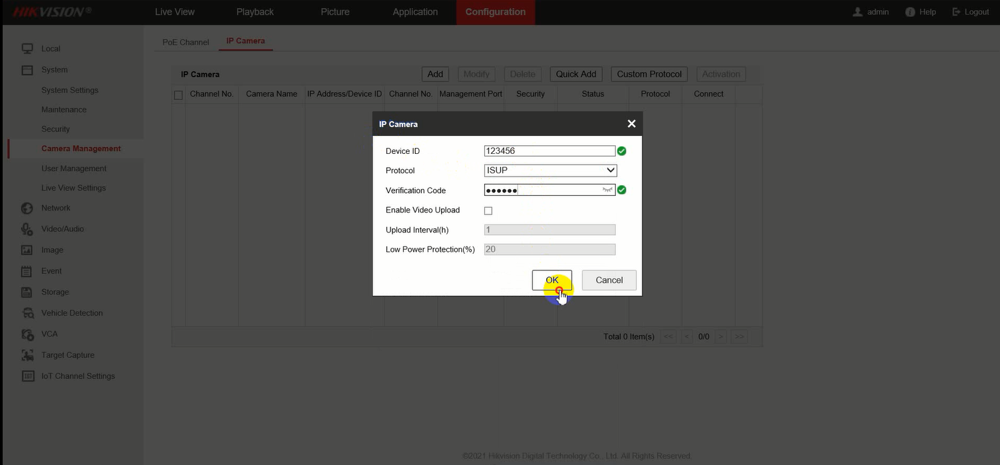 HIKVISION® Live View Playback Picture Application Configuration admin Help Logout
Local
System
System Settings
Maintenance
Security
Camera Management
User Management
Live View Settings
Network
Video/Audio
Image
Event
Storage
Vehicle Detection
VCA
Target Capture
IoT Channel Settings
PoE Channel IP Camera
IP Camera Add Modify Delete Quick Add Custom Protocol Activation
Channel No. Camera Name IP Address/Device ID Channel No. Management Port Security Status Protocol Connect
IP Camera
Device ID 123456
Protocol ISUP
Verification Code ●●●●●●
Enable Video Upload
Upload Interval(h) 1
Low Power Protection(%) 20
OK Cancel
Total 0 Item(s) << < 0/0 > >>
©2021 Hikvision Digital Technology Co., Ltd. All Rights Reserved.